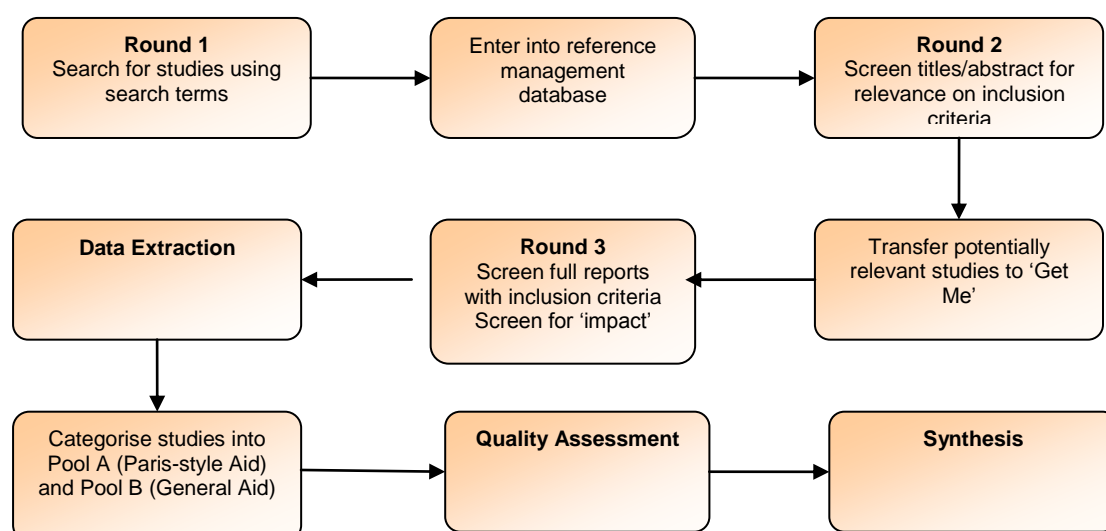 Round 1
Search for studies using
search terms
Enter into reference
management
database
Round 2
Screen titles/abstract for
relevance on inclusion
criteria
Transfer potentially
relevant studies to ‘Get
Me’
Round 3
Screen full reports
with inclusion criteria
Screen for ‘impact’
Data Extraction
Categorise studies into
Pool A (Paris-style Aid)
and Pool B (General Aid)
Quality Assessment
Synthesis